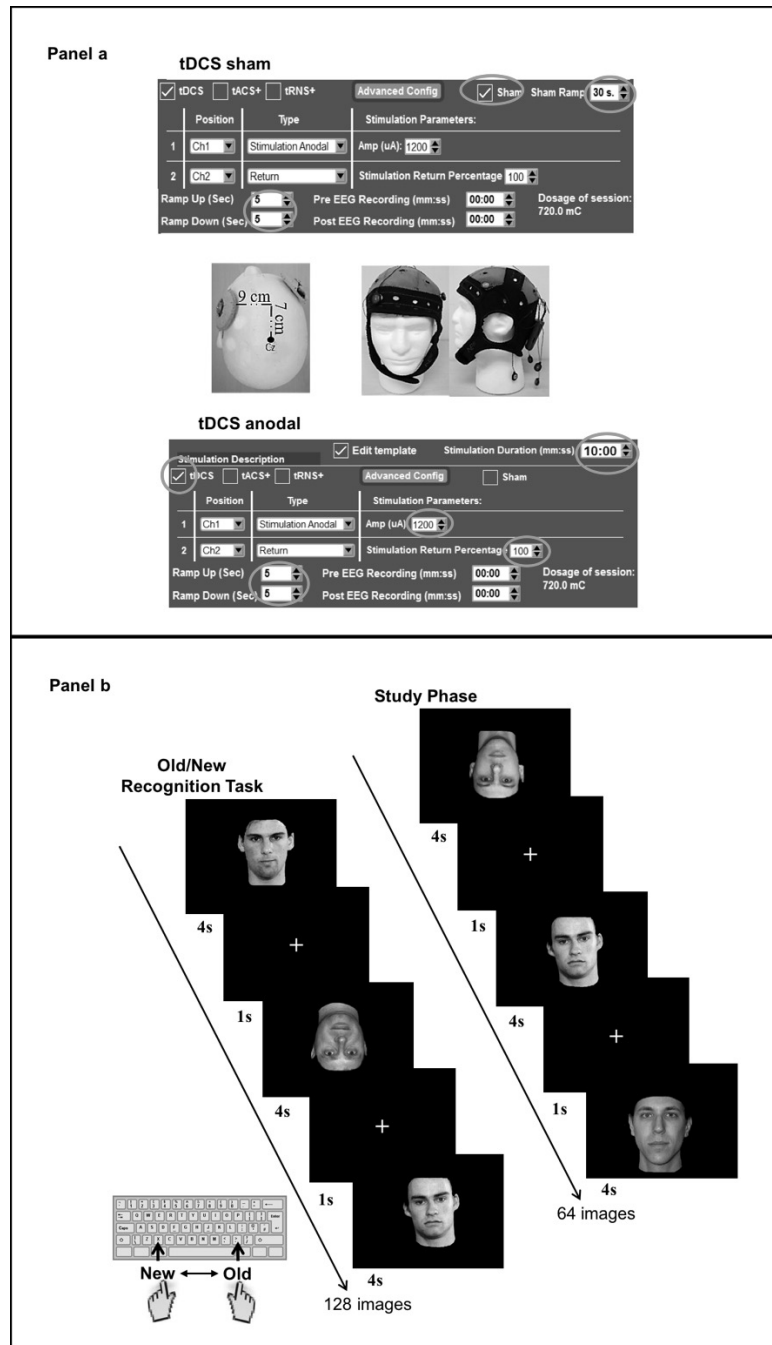 Panel a
tDCS sham
tDCS tACS+ tRNS+ Advanced Config Sham Sham Ramp 30 s.
Position Type Stimulation Parameters:
1 Ch1 Stimulation Anodal Amp (uA): 1200
2 Ch2 Return Stimulation Return Percentage 100
Ramp Up (Sec) 5 Pre EEG Recording (mm:ss) 00:00 Dosage of session:
Ramp Down (Sec) 5 Post EEG Recording (mm:ss) 00:00 720.0 mC
9 cm
7 cm
Cz
tDCS anodal
Edit template Stimulation Duration (mm:ss) 10:00
Stimulation Description
tDCS tACS+ tRNS+ Advanced Config Sham
Position Type Stimulation Parameters:
1 Ch1 Stimulation Anodal Amp (uA) 1200
2 Ch2 Return Stimulation Return Percentage 100
Ramp Up (Sec) 5 Pre EEG Recording (mm:ss) 00:00 Dosage of session:
Ramp Down (Sec) 5 Post EEG Recording (mm:ss) 00:00 720.0 mC
Panel b
Old/New
Recognition Task
4s
1s
4s
1s
4s
128 images
New Old
Study Phase
4s
1s
4s
1s
4s
64 images